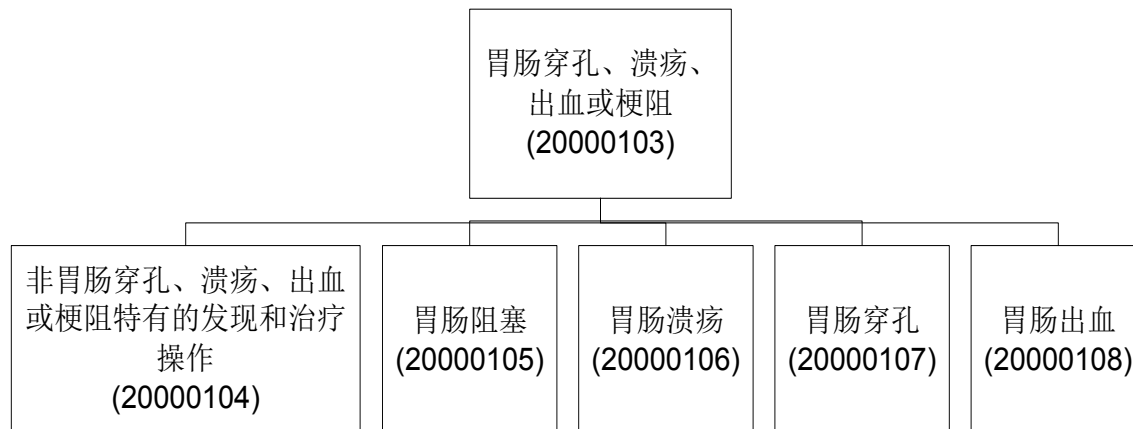 胃肠穿孔、溃疡、
出血或梗阻
(20000103)
非胃肠穿孔、溃疡、出血
或梗阻特有的发现和治疗
操作
(20000104)
胃肠阻塞
(20000105)
胃肠溃疡
(20000106)
胃肠穿孔
(20000107)
胃肠出血
(20000108)